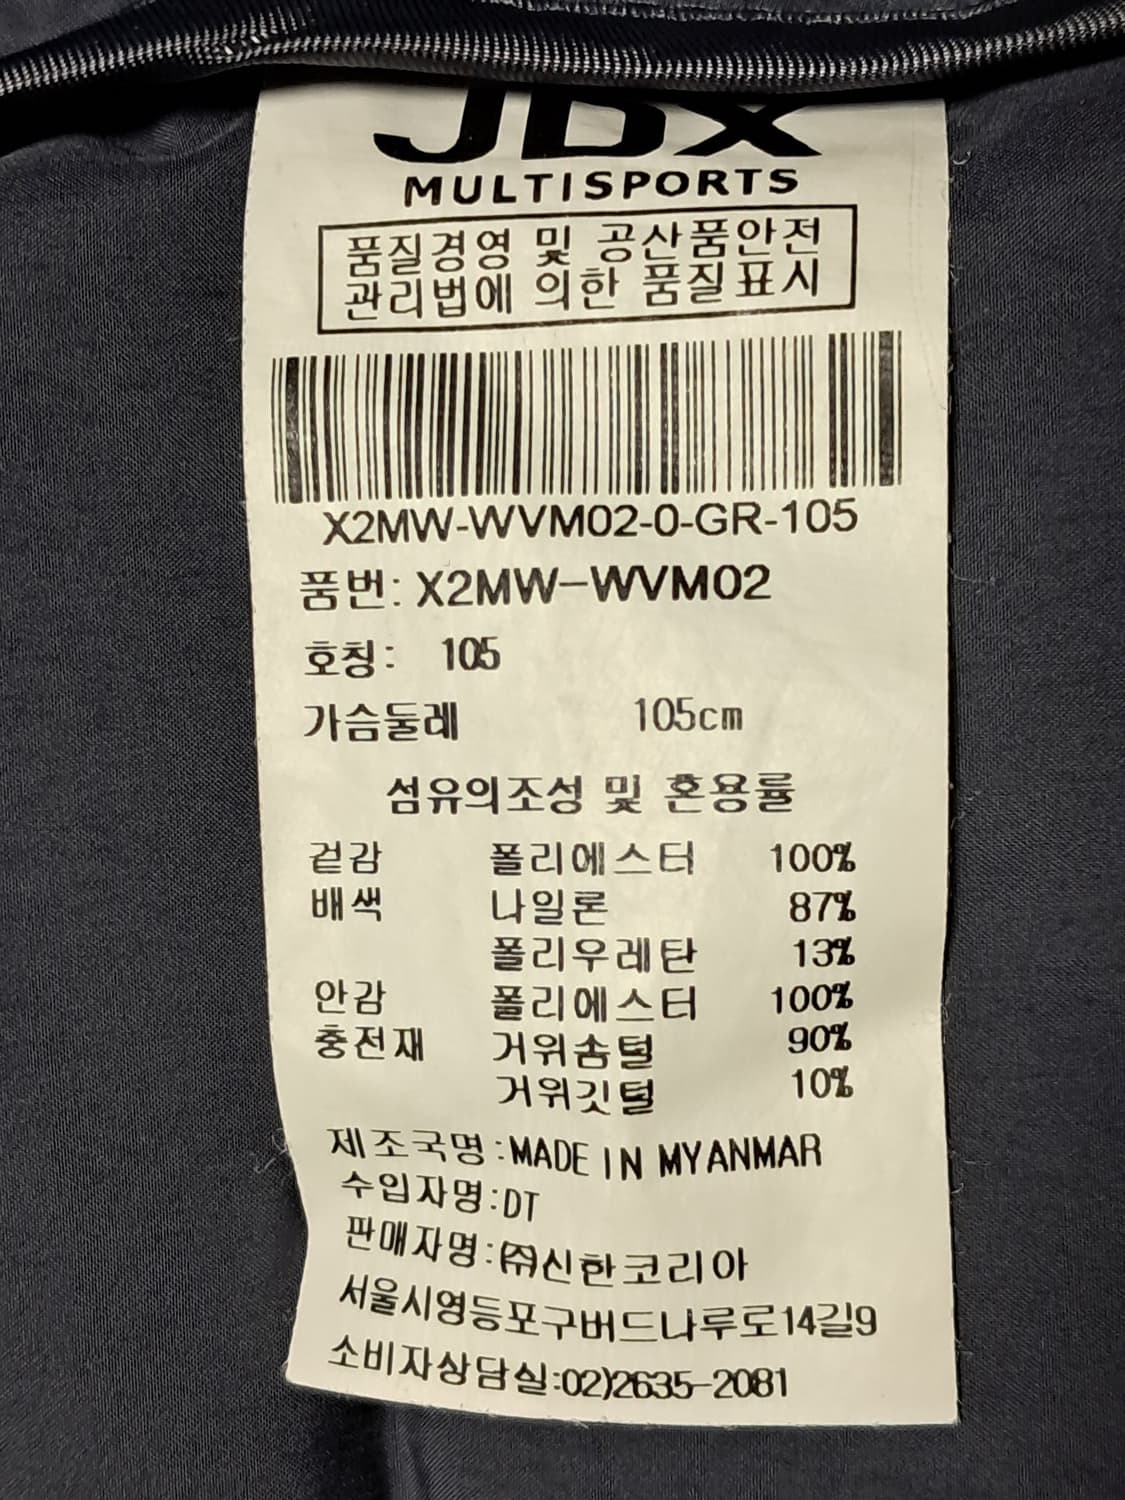 JDX
MULTISPORTS
품질경영 및 공산품안전
관리법에 의한 품질표시
X2MW-WVM02-0-GR-105
품번: X2MW-WVM02
호칭: 105
가슴둘레 105cm
섬유의조성 및 혼용률
겉감 폴리에스터 100%
배색 나일론 87%
폴리우레탄 13%
안감 폴리에스터 100%
충전재 거위솜털 90%
거위깃털 10%
제조국명:MADE IN MYANMAR
수입자명:DT
판매자명:㈜신한코리아
서울시영등포구버드나루로14길9
소비자상담실:02)2635-2081